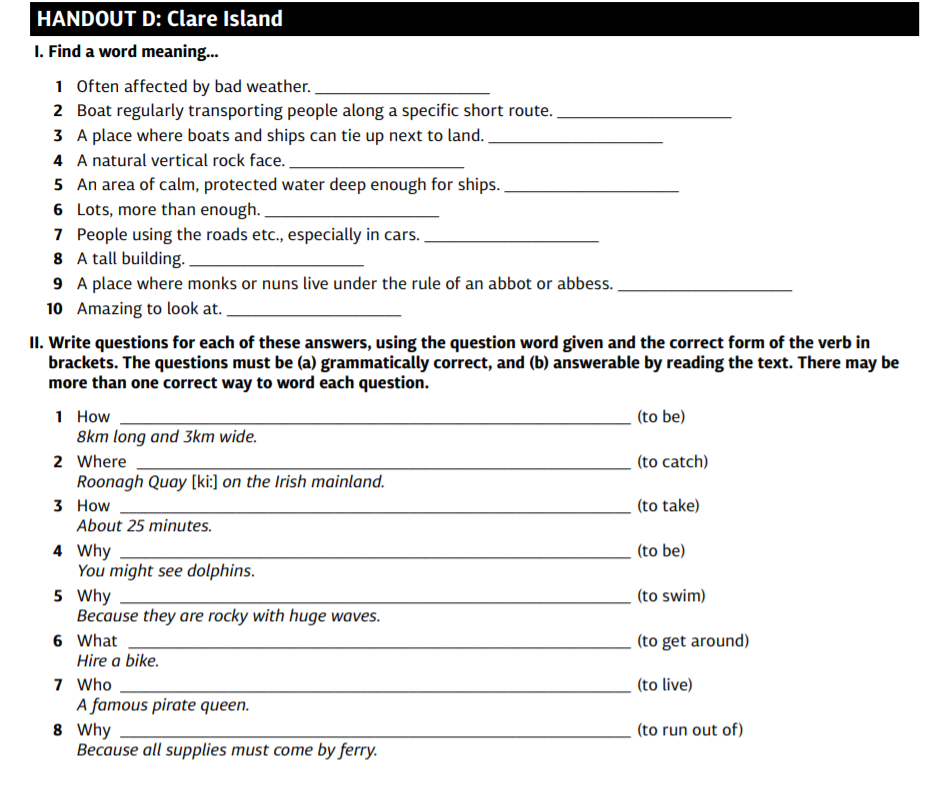 HANDOUT D: Clare Island
I. Find a word meaning...
1 Often affected by bad weather. ____________________
2 Boat regularly transporting people along a specific short route. ____________________
3 A place where boats and ships can tie up next to land. ____________________
4 A natural vertical rock face. ____________________
5 An area of calm, protected water deep enough for ships. ____________________
6 Lots, more than enough. ____________________
7 People using the roads etc., especially in cars. ____________________
8 A tall building. ____________________
9 A place where monks or nuns live under the rule of an abbot or abbess. ____________________
10 Amazing to look at. ____________________
II. Write questions for each of these answers, using the question word given and the correct form of the verb in
brackets. The questions must be (a) grammatically correct, and (b) answerable by reading the text. There may be
more than one correct way to word each question.
1 How ____________________ (to be)
8km long and 3km wide.
2 Where ____________________ (to catch)
Roonagh Quay [ki:] on the Irish mainland.
3 How ____________________ (to take)
About 25 minutes.
4 Why ____________________ (to be)
You might see dolphins.
5 Why ____________________ (to swim)
Because they are rocky with huge waves.
6 What ____________________ (to get around)
Hire a bike.
7 Who ____________________ (to live)
A famous pirate queen.
8 Why ____________________ (to run out of)
Because all supplies must come by ferry.